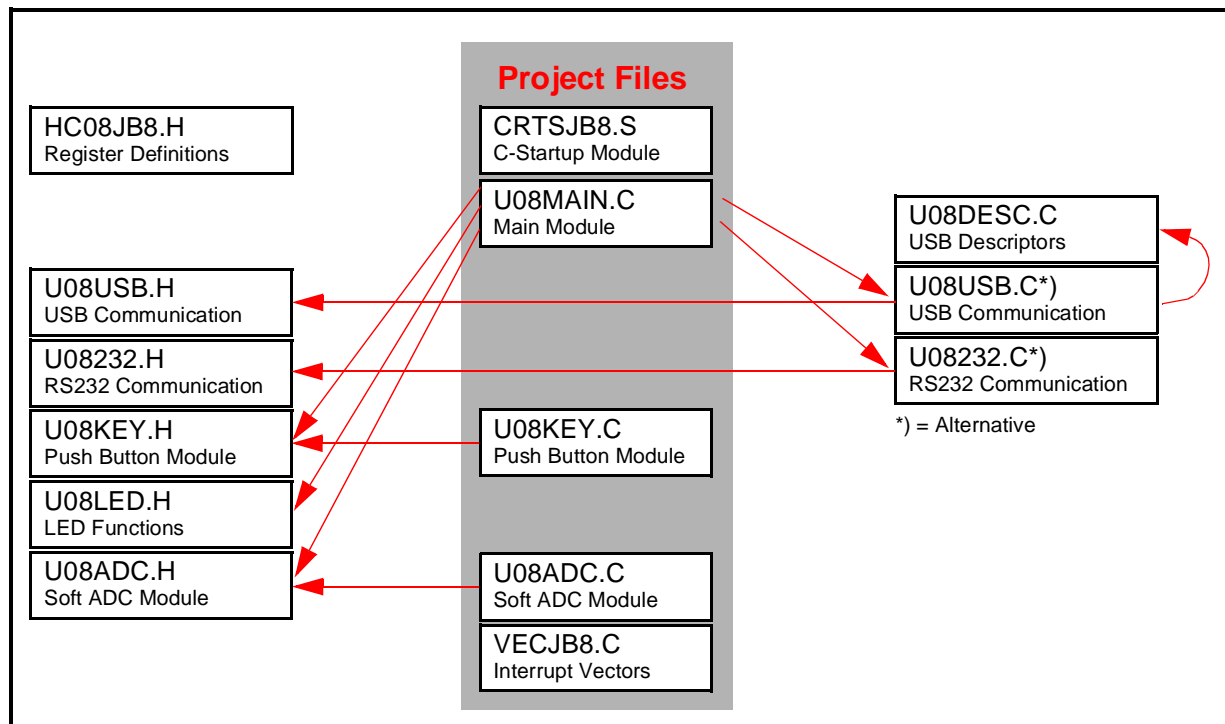 Project Files
HC08JB8.H
Register Definitions
CRTSJB8.S
C-Startup Module
U08MAIN.C
Main Module
U08DESC.C
USB Descriptors
U08USB.H
USB Communication
U08USB.C*)
USB Communication
U08232.H
RS232 Communication
U08232.C*)
RS232 Communication
*) = Alternative
U08KEY.H
Push Button Module
U08KEY.C
Push Button Module
U08LED.H
LED Functions
U08ADC.H
Soft ADC Module
U08ADC.C
Soft ADC Module
VECJB8.C
Interrupt Vectors